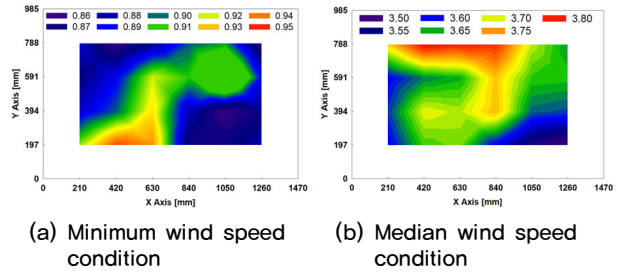 0.86 0.88 0.90 0.92 0.94
0.87 0.89 0.91 0.93 0.95
Y Axis [mm]
985
788
591
394
197
0
0 210 420 630 840 1050 1260 1470
X Axis [mm]
(a) Minimum wind speed
condition
3.50 3.60 3.70 3.80
3.55 3.65 3.75
Y Axis [mm]
985
788
591
394
197
0
0 210 420 630 840 1050 1260 1470
X Axis [mm]
(b) Median wind speed
condition